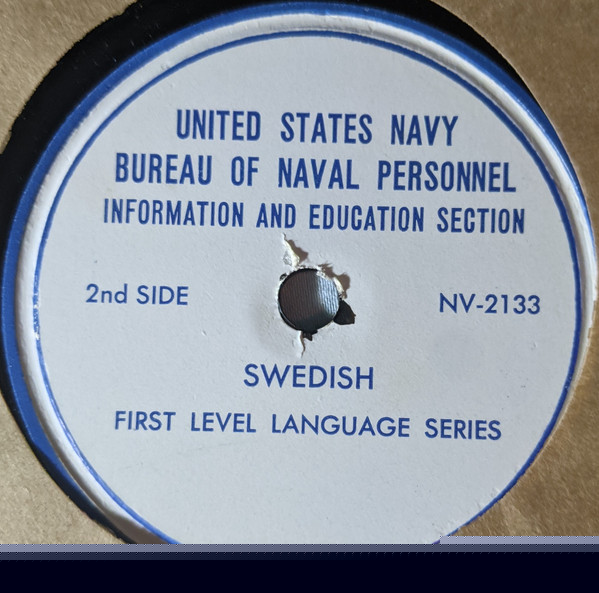 UNITED STATES NAVY
BUREAU OF NAVAL PERSONNEL
INFORMATION AND EDUCATION SECTION
2nd SIDE NV-2133
SWEDISH
FIRST LEVEL LANGUAGE SERIES